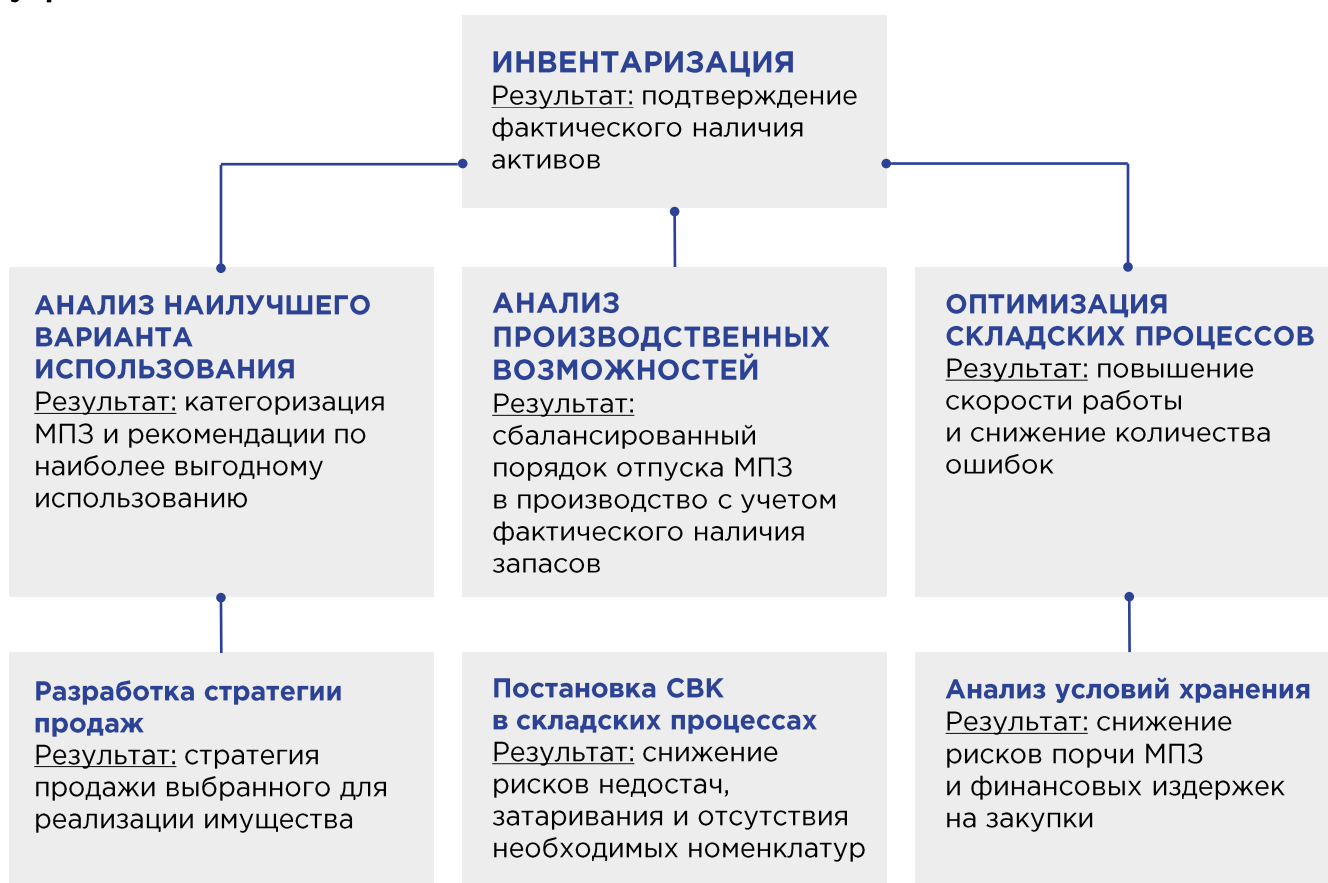 ИНВЕНТАРИЗАЦИЯ
Результат: подтверждение
фактического наличия
активов
АНАЛИЗ НАИЛУЧШЕГО
ВАРИАНТА
ИСПОЛЬЗОВАНИЯ
Результат: категоризация
МПЗ и рекомендации по
наиболее выгодному
использованию
АНАЛИЗ
ПРОИЗВОДСТВЕННЫХ
ВОЗМОЖНОСТЕЙ
Результат:
сбалансированный
порядок отпуска МПЗ
в производство с учетом
фактического наличия
запасов
ОПТИМИЗАЦИЯ
СКЛАДСКИХ ПРОЦЕССОВ
Результат: повышение
скорости работы
и снижение количества
ошибок
Разработка стратегии
продаж
Результат: стратегия
продажи выбранного для
реализации имущества
Постановка СВК
в складских процессах
Результат: снижение
рисков недостач,
затаривания и отсутствия
необходимых номенклатур
Анализ условий хранения
Результат: снижение
рисков порчи МПЗ
и финансовых издержек
на закупки